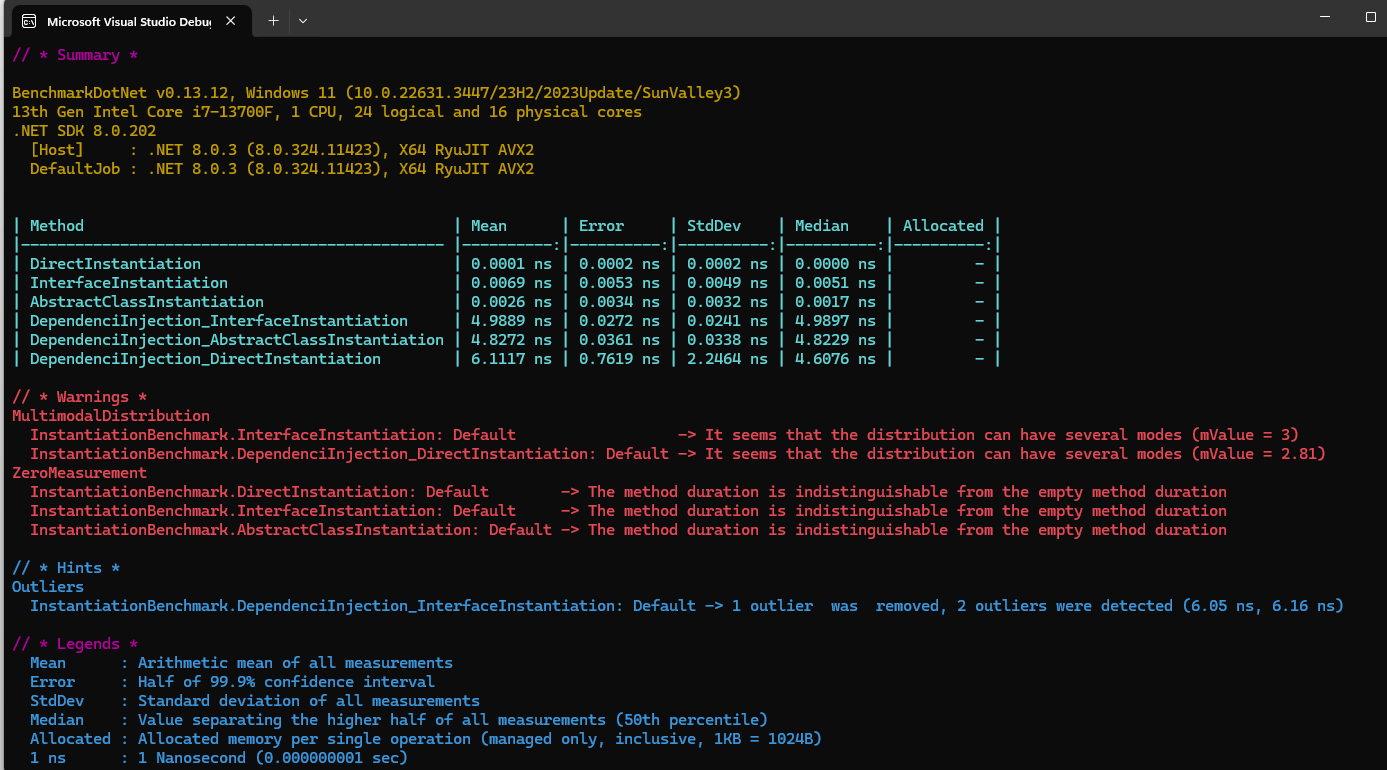 Microsoft Visual Studio Debug
// * Summary *
BenchmarkDotNet v0.13.12, Windows 11 (10.0.22631.3447/23H2/2023Update/SunValley3)
13th Gen Intel Core i7-13700F, 1 CPU, 24 logical and 16 physical cores
.NET SDK 8.0.202
  [Host]     : .NET 8.0.3 (8.0.324.11423), X64 RyuJIT AVX2
  DefaultJob : .NET 8.0.3 (8.0.324.11423), X64 RyuJIT AVX2
| Method                                         | Mean      | Error     | StdDev    | Median    | Allocated |
|----------------------------------------------- |----------:|----------:|----------:|----------:|----------:|
| DirectInstantiation                            | 0.0001 ns | 0.0002 ns | 0.0002 ns | 0.0000 ns |         - |
| InterfaceInstantiation                         | 0.0069 ns | 0.0053 ns | 0.0049 ns | 0.0051 ns |         - |
| AbstractClassInstantiation                     | 0.0026 ns | 0.0034 ns | 0.0032 ns | 0.0017 ns |         - |
| DependenciInjection_InterfaceInstantiation     | 4.9889 ns | 0.0272 ns | 0.0241 ns | 4.9897 ns |         - |
| DependenciInjection_AbstractClassInstantiation | 4.8272 ns | 0.0361 ns | 0.0338 ns | 4.8229 ns |         - |
| DependenciInjection_DirectInstantiation        | 6.1117 ns | 0.7619 ns | 2.2464 ns | 4.6076 ns |         - |
// * Warnings *
MultimodalDistribution
  InstantiationBenchmark.InterfaceInstantiation: Default                  -> It seems that the distribution can have several modes (mValue = 3)
  InstantiationBenchmark.DependenciInjection_DirectInstantiation: Default -> It seems that the distribution can have several modes (mValue = 2.81)
ZeroMeasurement
  InstantiationBenchmark.DirectInstantiation: Default        -> The method duration is indistinguishable from the empty method duration
  InstantiationBenchmark.InterfaceInstantiation: Default     -> The method duration is indistinguishable from the empty method duration
  InstantiationBenchmark.AbstractClassInstantiation: Default -> The method duration is indistinguishable from the empty method duration
// * Hints *
Outliers
  InstantiationBenchmark.DependenciInjection_InterfaceInstantiation: Default -> 1 outlier  was  removed, 2 outliers were detected (6.05 ns, 6.16 ns)
// * Legends *
  Mean      : Arithmetic mean of all measurements
  Error     : Half of 99.9% confidence interval
  StdDev    : Standard deviation of all measurements
  Median    : Value separating the higher half of all measurements (50th percentile)
  Allocated : Allocated memory per single operation (managed only, inclusive, 1KB = 1024B)
  1 ns      : 1 Nanosecond (0.000000001 sec)